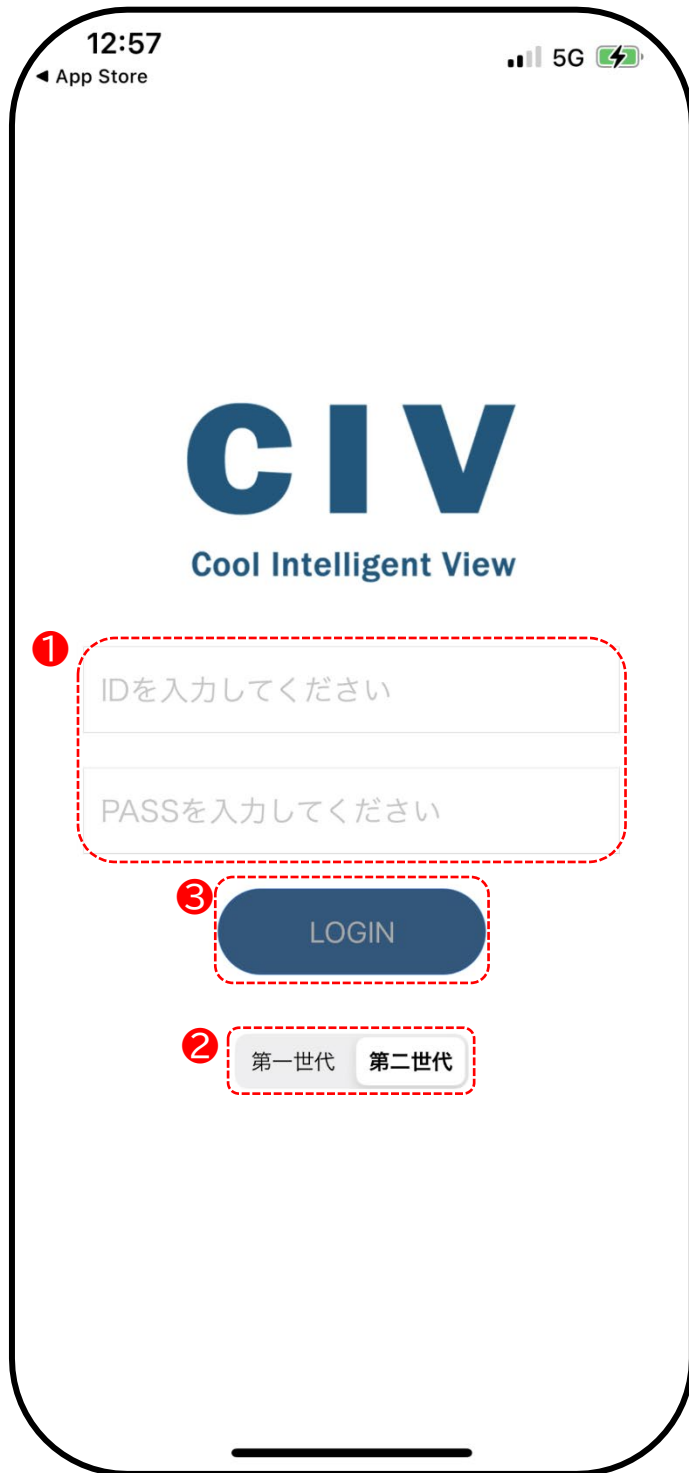 12:57
5G
◀ App Store
CIV
Cool Intelligent View
❶
IDを入力してください
PASSを入力してください
❸
LOGIN
❷
第一世代 第二世代